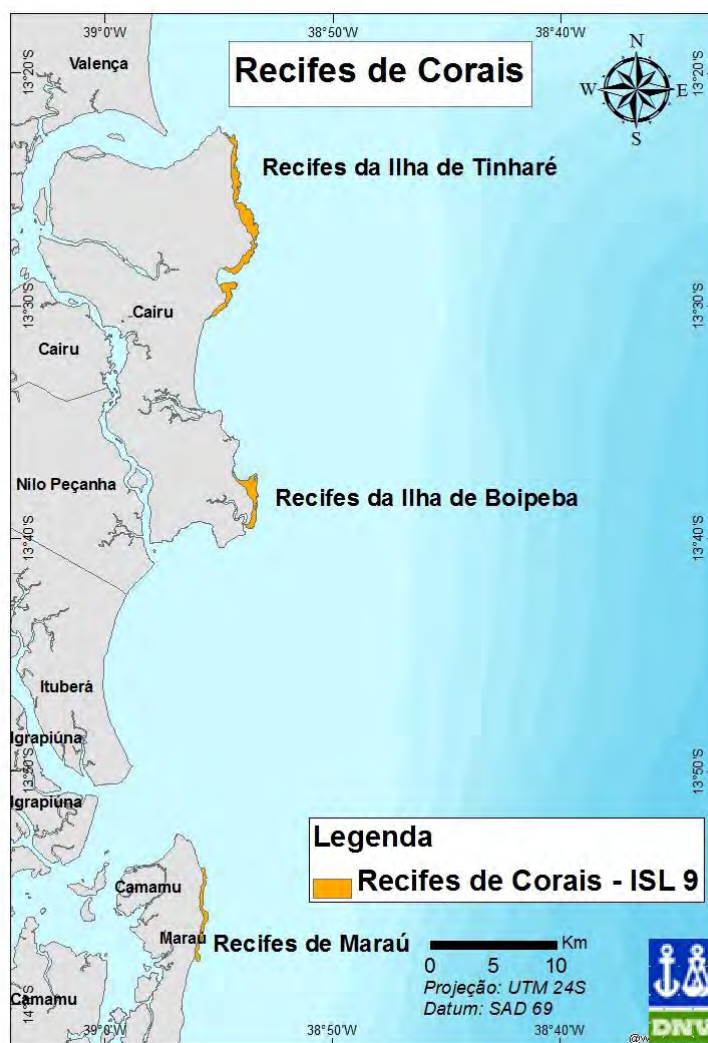 39°0'W
38°50'W
38°40'W
13°20'S
13°20'S
Valença
Recifes de Corais
N
W
E
S
Recifes da Ilha de Tinharé
13°30'S
13°30'S
Cairu
Cairu
Nilo Peçanha
Recifes da Ilha de Boipeba
13°40'S
13°40'S
Ituberá
Igrapiúna
13°50'S
13°50'S
Igrapiúna
Legenda
Recifes de Corais - ISL 9
Camamu
Maraú
Recifes de Maraú
Km
0 5 10
Projeção: UTM 24S
Datum: SAD 69
Camamu
DNV
39°0'W
38°50'W
38°40'W